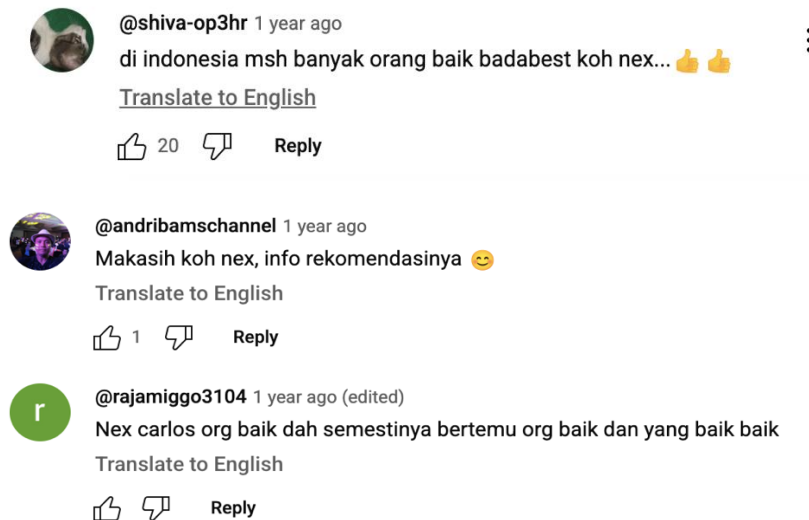 @shiva-op3hr 1 year ago
di indonesia msh banyak orang baik badabest koh nex...👍 👍
Translate to English
20 Reply
@andribamschannel 1 year ago
Makasih koh nex, info rekomendasinya 😊
Translate to English
1 Reply
r
@rajamiggo3104 1 year ago (edited)
Nex carlos org baik dah semestinya bertemu org baik dan yang baik baik
Translate to English
Reply